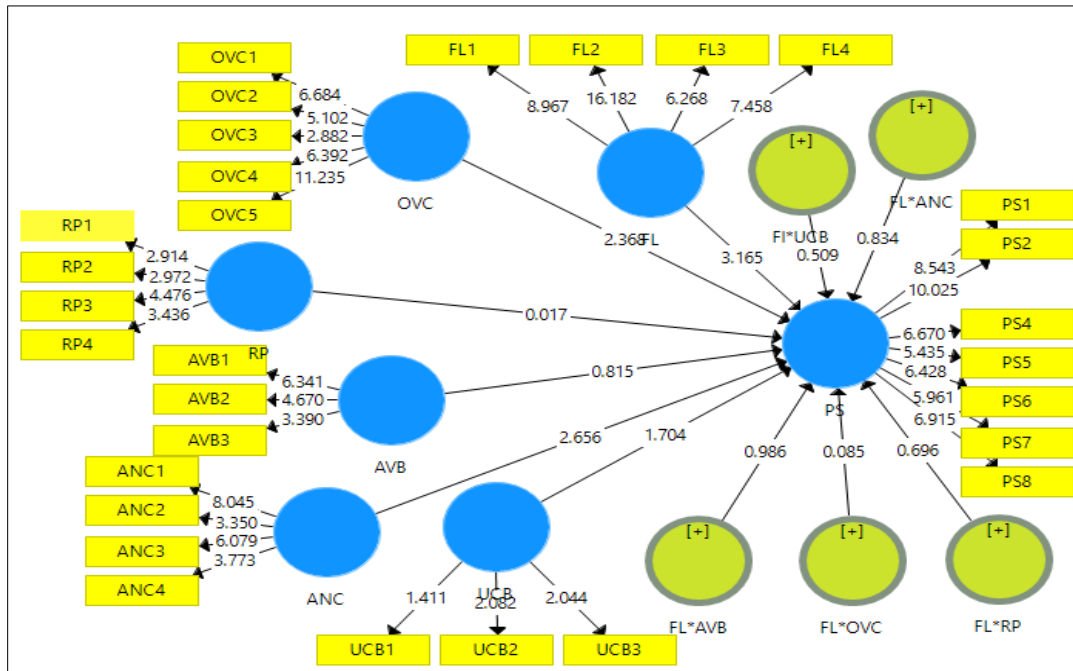 OVC1
OVC2
OVC3
OVC4
OVC5
6.684
5.102
2.882
6.392
11.235
OVC
FL1
FL2
FL3
FL4
8.967
16.182
6.268
7.458
FL
[+]
FI*UCB
0.509
[+]
FL*ANC
0.834
2.368
3.165
RP1
RP2
RP3
RP4
2.914
2.972
4.476
3.436
RP
0.017
AVB1
AVB2
AVB3
6.341
4.670
3.390
AVB
0.815
ANC1
ANC2
ANC3
ANC4
8.045
3.350
6.079
3.773
ANC
2.656
UCB
1.704
1.411
2.082
2.044
UCB1
UCB2
UCB3
PS
PS1
PS2
PS4
PS5
PS6
PS7
PS8
8.543
10.025
6.670
5.435
6.428
5.961
6.915
0.986
0.085
0.696
[+]
[+]
[+]
FL*AVB
FL*OVC
FL*RP